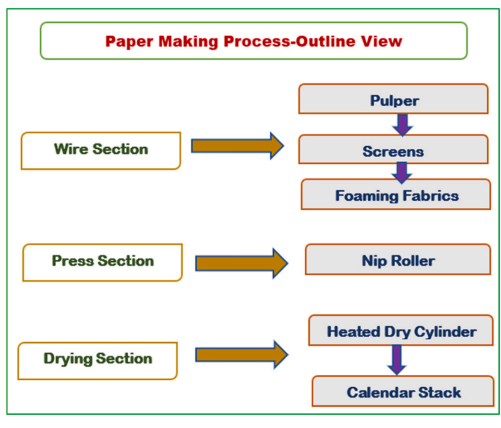 Paper Making Process-Outline View
Pulper
Wire Section
Screens
Foaming Fabrics
Press Section
Nip Roller
Heated Dry Cylinder
Drying Section
Calendar Stack